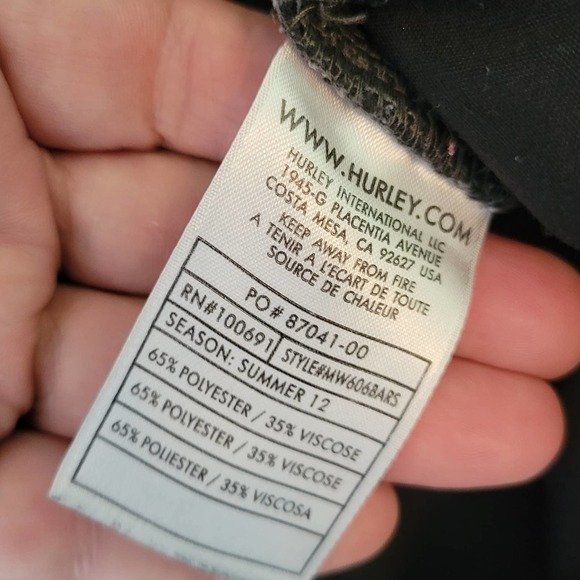 WWW.HURLEY.COM
HURLEY INTERNATIONAL LLC
1945-G PLACENTIA AVENUE
COSTA MESA, CA 92627 USA
KEEP AWAY FROM FIRE
A TENIR A L'ECART DE TOUTE
SOURCE DE CHALEUR
PO# 87041-00
RN#100691 STYLE#MW606BARS
SEASON: SUMMER 12
65% POLYESTER / 35% VISCOSE
65% POLYESTER / 35% VISCOSE
65% POLIESTER / 35% VISCOSA